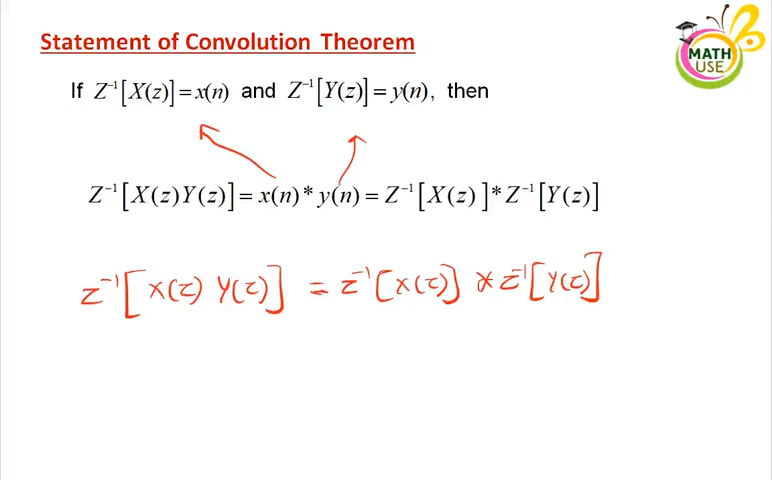 Statement of Convolution Theorem
MATH
USE
If Z⁻¹[X(z)] = x(n) and Z⁻¹[Y(z)] = y(n), then
Z⁻¹[X(z)Y(z)] = x(n) * y(n) = Z⁻¹[X(z)] * Z⁻¹[Y(z)]
z⁻¹[X(z) Y(z)] = z⁻¹[X(z)] * z⁻¹[Y(z)]